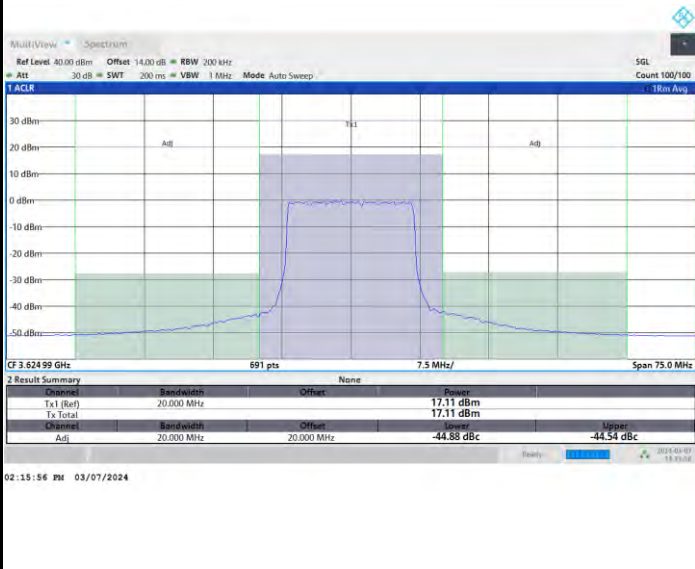 MultiView Spectrum
Ref Level 40.00 dBm Offset 14.00 dB RBW 200 kHz SGL
Att 30 dB SWT 200 ms VBW 1 MHz Mode Auto Sweep Count 100/100
1 ACLR 1Rm Avg
30 dBm
Tx1
20 dBm
Adj Adj
10 dBm
0 dBm
-10 dBm
-20 dBm
-30 dBm
-40 dBm
-50 dBm
CF 3.624 99 GHz 691 pts 7.5 MHz/ Span 75.0 MHz
2 Result Summary None
Channel Bandwidth Offset Power
Tx1 (Ref) 20.000 MHz 17.11 dBm
Tx Total 17.11 dBm
Channel Bandwidth Offset Lower Upper
Adj 20.000 MHz 20.000 MHz -44.88 dBc -44.54 dBc
Ready
02:15:56 PM 03/07/2024